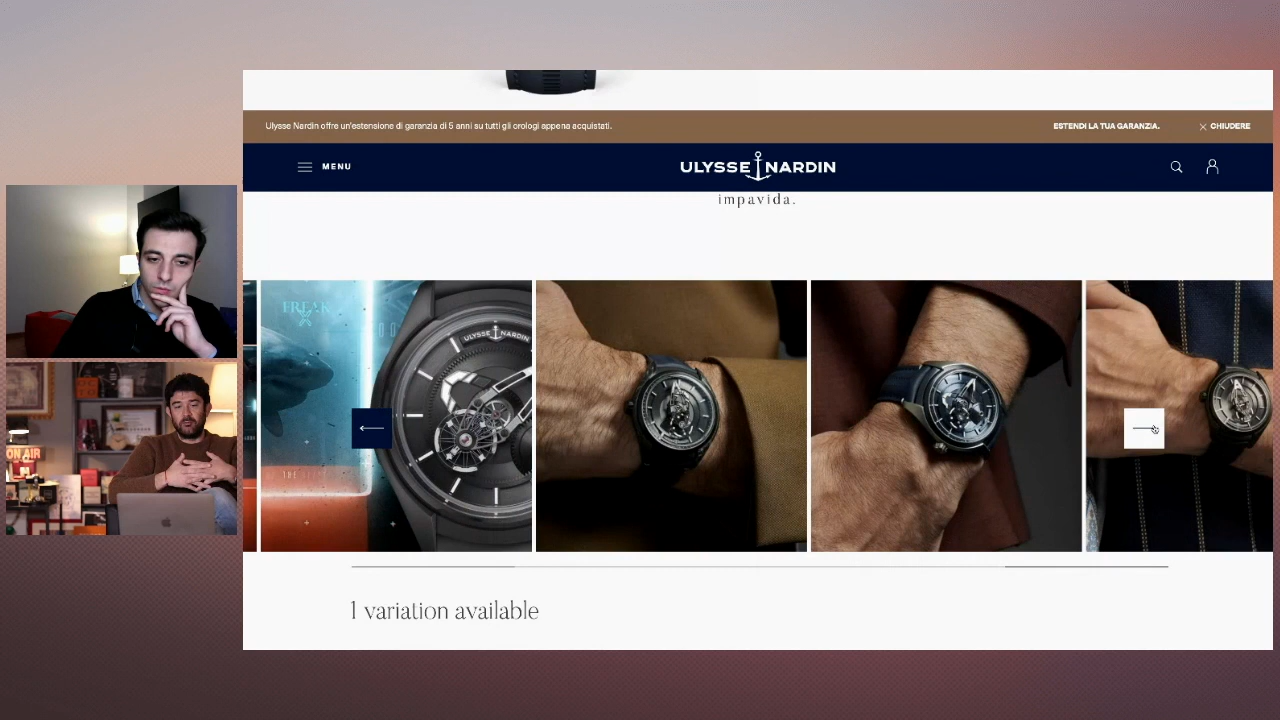 Ulysse Nardin offre un'estensione di garanzia di 5 anni su tutti gli orologi appena acquistati.
ESTENDI LA TUA GARANZIA.
CHIUDERE
MENU
ULYSSE NARDIN
impavida.
FREAK
X
ULYSSE NARDIN
ON AIR
1 variation available